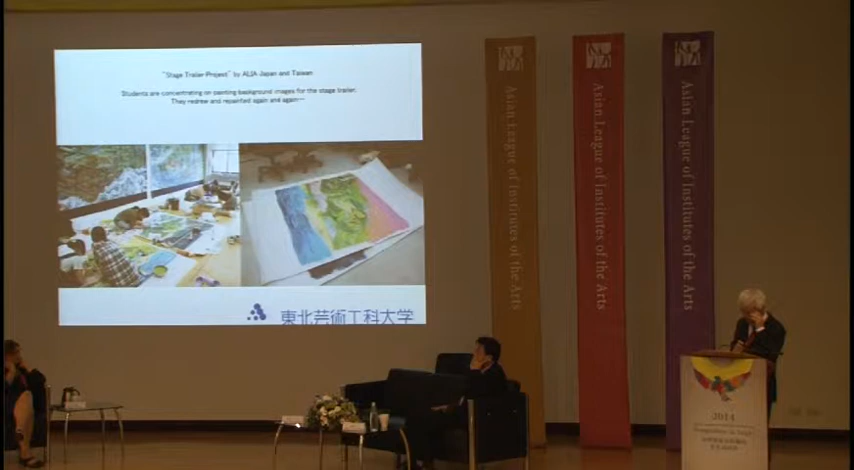 "Stage Trailer-Project" by ALIA Japan and Taiwan
Students are concentrating on painting background images for the stage trailer.
They redrew and repainted again and again…
東北芸術工科大学
Asian League of Institutes of the Arts
Asian League of Institutes of the Arts
Asian League of Institutes of the Arts
2014